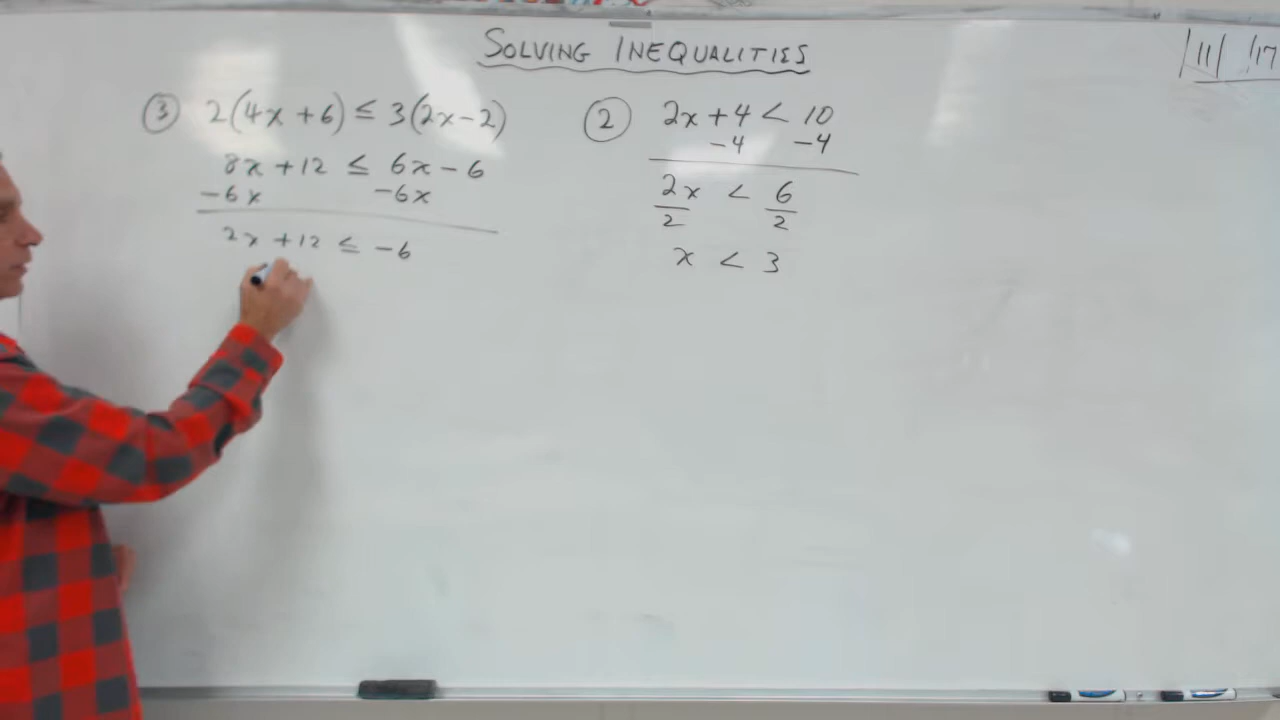 SOLVING INEQUALITIES
11/17
③ 2(4x + 6) ≤ 3(2x - 2)
8x + 12 ≤ 6x - 6
-6x -6x
2x + 12 ≤ -6
② 2x + 4 < 10
-4 -4
2x/2 < 6/2
x < 3